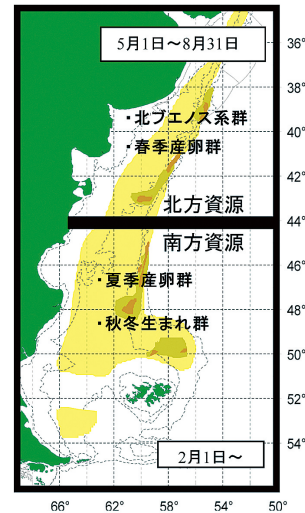 5月1日～8月31日
36°
38°
・北ブエノス系群
40°
・春季産卵群
42°
北方資源
44°
南方資源
46°
・夏季産卵群
48°
・秋冬生まれ群
50°
52°
54°
2月1日～
66° 62° 58° 54° 50°